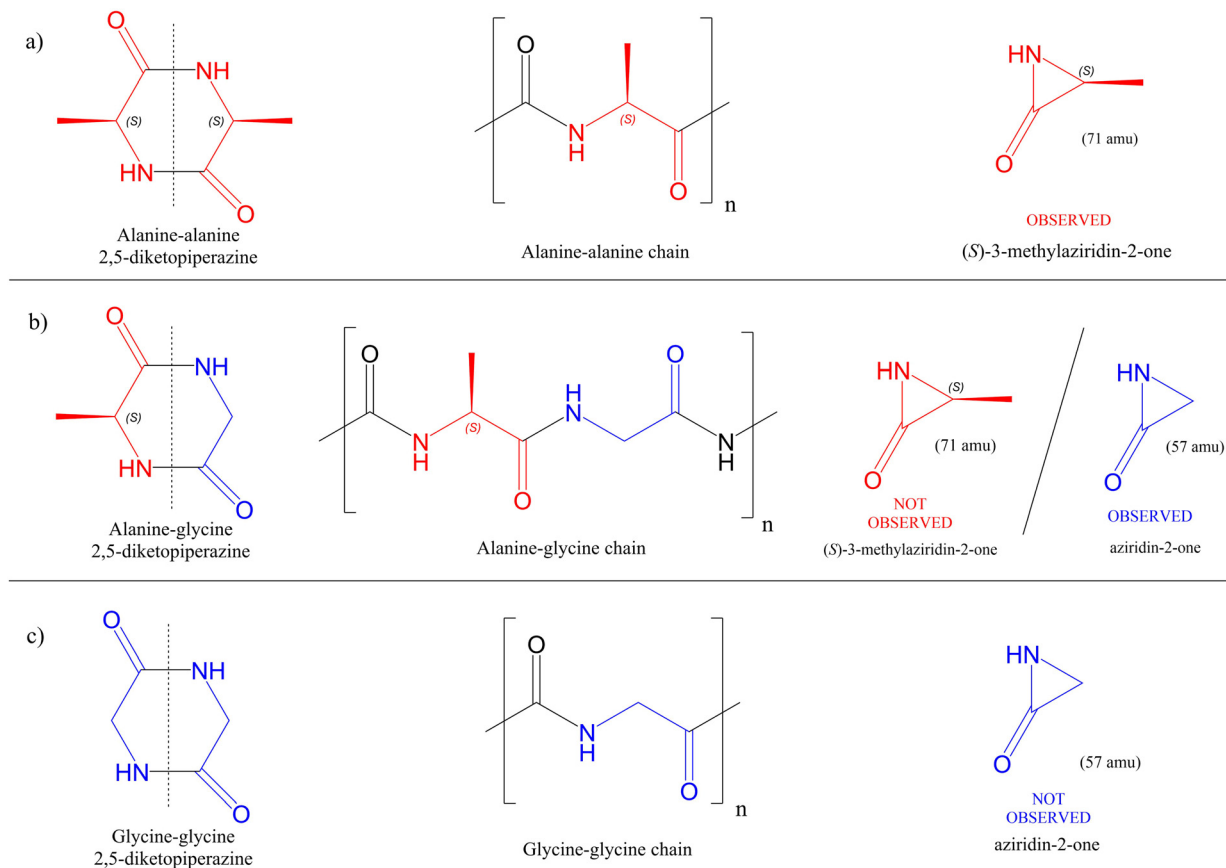 a)
O
NH
(S)
(S)
HN
O
Alanine-alanine
2,5-diketopiperazine
O
N
H
(S)
O
n
Alanine-alanine chain
HN
(S)
O
(71 amu)
OBSERVED
(S)-3-methylaziridin-2-one
b)
O
NH
(S)
HN
O
Alanine-glycine
2,5-diketopiperazine
O
N
H
(S)
O
H
N
O
N
H
n
Alanine-glycine chain
HN
(S)
O
(71 amu)
NOT
OBSERVED
(S)-3-methylaziridin-2-one
HN
O
(57 amu)
OBSERVED
aziridin-2-one
c)
O
NH
HN
O
Glycine-glycine
2,5-diketopiperazine
O
N
H
O
n
Glycine-glycine chain
HN
O
(57 amu)
NOT
OBSERVED
aziridin-2-one